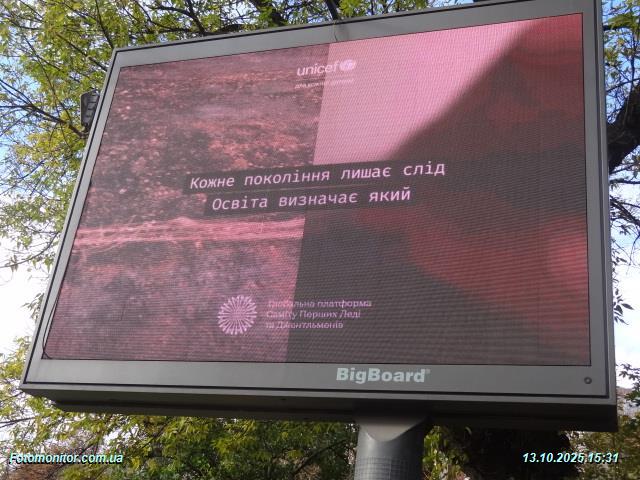 unicef
для кожної дитини
Кожне покоління лишає слід
Освіта визначає який
Глобальна платформа
Саміту Перших Леді
та Джентльменів
BigBoard®
Fotomonitor.com.ua
13.10.2025,15:31